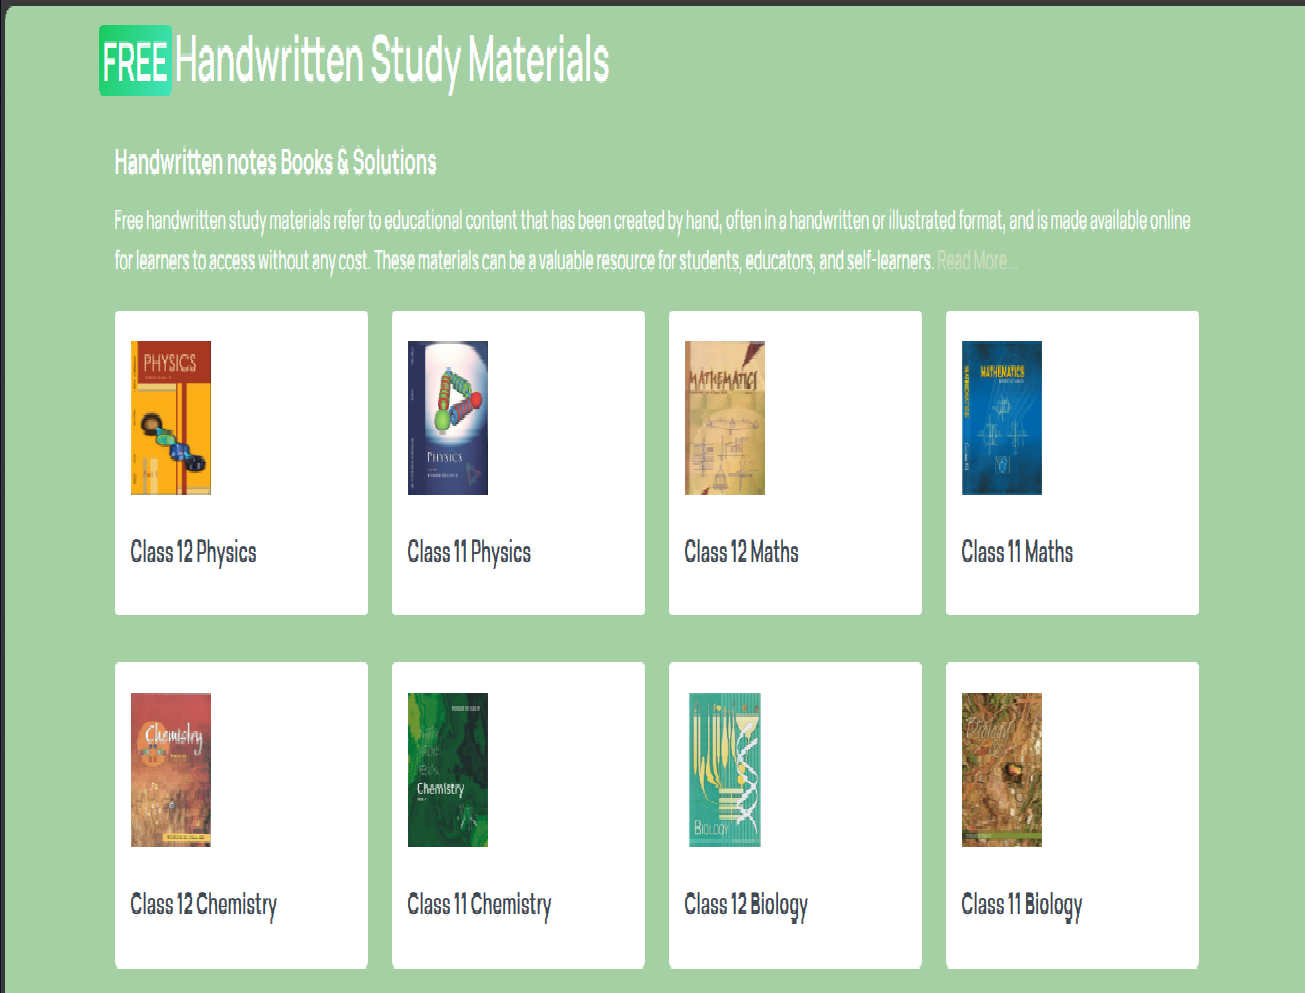 FREE Handwritten Study Materials
Handwritten notes Books & Solutions
Free handwritten study materials refer to educational content that has been created by hand, often in a handwritten or illustrated format, and is made available online
for learners to access without any cost. These materials can be a valuable resource for students, educators, and self-learners. Read More...
PHYSICS
PHYSICS
MATHEMATICS
MATHEMATICS
Class 12 Physics
Class 11 Physics
Class 12 Maths
Class 11 Maths
Chemistry
Chemistry
BIOLOGY
Biology
Class 12 Chemistry
Class 11 Chemistry
Class 12 Biology
Class 11 Biology